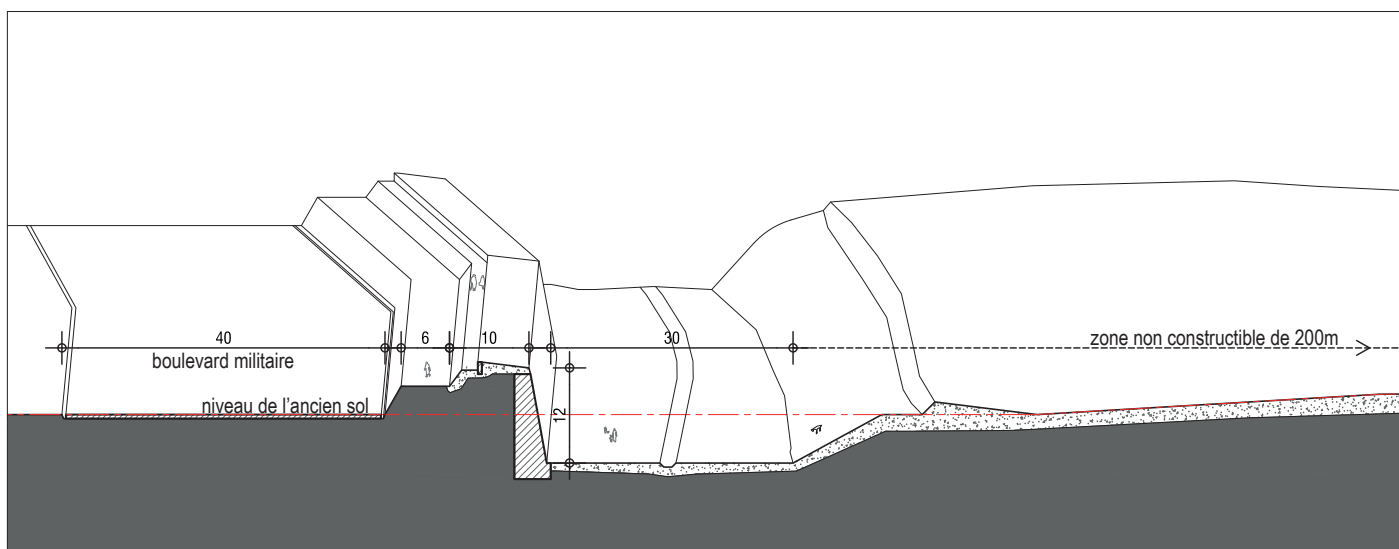 40
6
10
30
boulevard militaire
zone non constructible de 200m
niveau de l'ancien sol
12